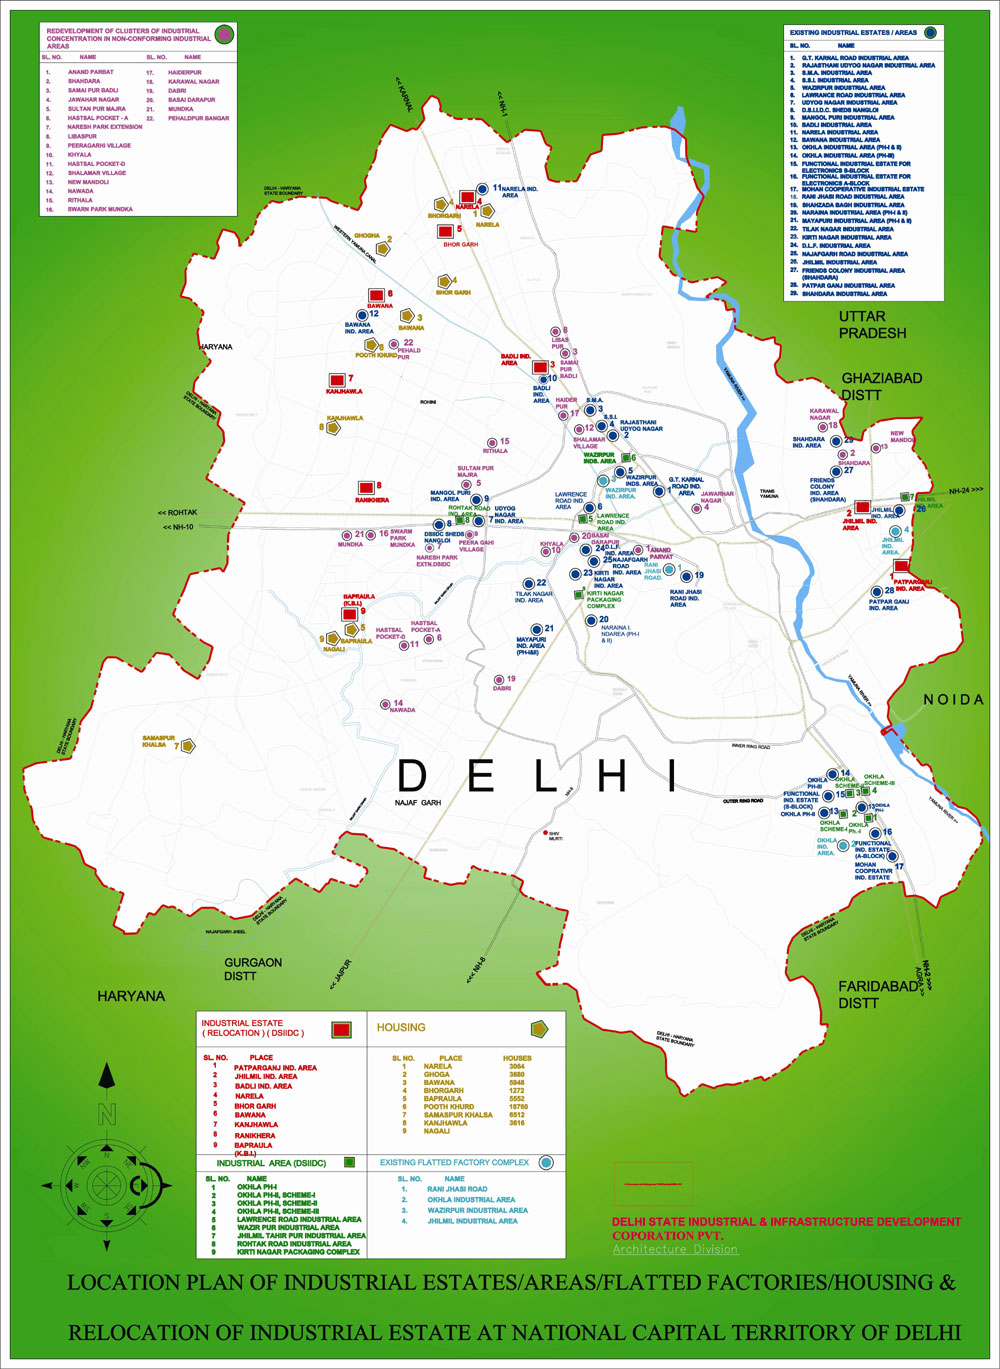 REDEVELOPMENT OF CLUSTERS OF INDUSTRIAL
CONCENTRATION IN NON-CONFORMING INDUSTRIAL
AREAS
SL. NO. NAME SL. NO. NAME
1. ANAND PARBAT 17. HAIDERPUR
2. SHAHDARA 18. KARAWAL NAGAR
3. SAMAI PUR BADLI 19. DABRI
4. JAWAHAR NAGAR 20. BASAI DARAPUR
5. SULTAN PUR MAJRA 21. MUNDKA
6. HASTSAL POCKET - A 22. PEHALDPUR BANGAR
7. NARESH PARK EXTENSION
8. LIBASPUR
9. PEERAGARHI VILLAGE
10. KHYALA
11. HASTSAL POCKET-D
12. SHALAMAR VILLAGE
13. NEW MANDOLI
14. NAWADA
15. RITHALA
16. SWARN PARK MUNDKA
EXISTING INDUSTRIAL ESTATES / AREAS
SL. NO. NAME
1. G.T. KARNAL ROAD INDUSTRIAL AREA
2. RAJASTHANI UDYOG NAGAR INDUSTRIAL AREA
3. S.M.A. INDUSTRIAL AREA
4. S.S.I. INDUSTRIAL AREA
5. WAZIRPUR INDUSTRIAL AREA
6. LAWRANCE ROAD INDUSTRIAL AREA
7. UDYOG NAGAR INDUSTRIAL AREA
8. D.S.I.I.D.C. SHEDS NANGLOI
9. MANGOL PURI INDUSTRIAL AREA
10. BADLI INDUSTRIAL AREA
11. NARELA INDUSTRIAL AREA
12. BAWANA INDUSTRIAL AREA
13. OKHLA INDUSTRIAL AREA (PH-I & II)
14. OKHLA INDUSTRIAL AREA (PH-III)
15. FUNCTIONAL INDUSTRIAL ESTATE FOR
ELECTRONICS S-BLOCK
16. FUNCTIONAL INDUSTRIAL ESTATE FOR
ELECTRONICS A-BLOCK
17. MOHAN COOPERATIVE INDUSTRIAL ESTATE
18. RANI JHASI ROAD INDUSTRIAL AREA
19. SHAHZADA BAGH INDUSTRIAL AREA
20. NARAINA INDUSTRIAL AREA (PH-I & II)
21. MAYAPURI INDUSTRIAL AREA (PH-I & II)
22. TILAK NAGAR INDUSTRIAL AREA
23. KIRTI NAGAR INDUSTRIAL AREA
24. D.L.F. INDUSTRIAL AREA
25. NAJAFGARH ROAD INDUSTRIAL AREA
26. JHILMIL INDUSTRIAL AREA
27. FRIENDS COLONY INDUSTRIAL AREA
(SHAHDARA)
28. PATPAR GANJ INDUSTRIAL AREA
29. SHAHDARA INDUSTRIAL AREA
UTTAR
PRADESH
GHAZIABAD
DISTT
<< KARNAL
<< NH-1
DELHI - HARYANA
STATE BOUNDARY
WESTERN YAMUNA CANAL
11 NARELA IND.
AREA
4
NARELA
4
BHORGARH
1
NARELA
5
BHOR GARH
GHOGHA
2
4
BHOR GARH
6
BAWANA
12
BAWANA
IND. AREA
3
BAWANA
6
POOTH KHURD
22
PEHALD
PUR
HARYANA
DELHI - HARYANA
STATE BOUNDARY
7
KANJHAWLA
KANJHAWLA
8
ROHINI
8
LIBAS
PUR
3
SAMAI
PUR
BADLI
BADLI IND.
AREA
3
10
BADLI
IND.
AREA
HAIDER
PUR
17
S.M.A.
3
S.S.I.
4
RAJASTHANI
UDYOG NAGAR
2
12
SHALAMAR
VILLAGE
15
RITHALA
WAZIRPUR
INDS. AREA
6
5
WAZIRPUR
INDS. AREA
3
WAZIRPUR
IND. AREA.
G.T. KARNAL
ROAD IND.
AREA
1
JAWARHAR
NAGAR
4
TRANS
YAMUNA
YAMUNA RIVER >>
KARAWAL
NAGAR
18
SHAHDARA
IND. AREA
29
NEW
MANDOLI
13
2
SHAHDARA
27
FRIENDS
COLONY
IND. AREA
(SHAHDARA)
NH-24 >>>
7
JHILMIL
IND. AREA
2
JHILMIL IND.
AREA
JHILMIL
IND. AREA
26
4
JHILMIL
IND.
AREA.
1
PATPARGANJ
IND. AREA
28
PATPAR GANJ
IND. AREA
8
RANIKHERA
SULTAN PUR
MAJRA
5
MANGOL PURI
IND. AREA
9
ROHTAK ROAD
IND. AREA
8
UDYOG
NAGAR
IND. AREA
7
8
DSIIDC SHEDS
NANGLOI
9
PEERA GAHI
VILLAGE
7
NARESH PARK
EXTN.DSIDC
<< ROHTAK
<< NH-10
21
MUNDKA
16
SWARM
PARK
MUNDKA
LAWRENCE
ROAD IND.
AREA
6
5
LAWRENCE
ROAD IND.
AREA
20
BASAI
DARAPUR
KHYALA
10
24 D.L.F.
IND. AREA
25
NAJAFGARH
ROAD
IND. AREA
1
ANAND
PARVAT
RANI
JHASI
ROAD.
1
19
RANI JHASI
ROAD IND.
AREA
23
KIRTI
NAGAR
IND. AREA
KIRTI NAGAR
PACKAGING
COMPLEX
22
TILAK NAGAR
IND. AREA
20
NARAINA I.
NDAREA (PH-I
& II)
21
MAYAPURI
IND. AREA
(PH-I&II)
BAPRAULA
(K.B.I.)
9
5
BAPRAULA
9
NAGALI
HASTSAL
POCKET-D
11
HASTSAL
POCKET-A
6
19
DABRI
14
NAWADA
SAMASPUR
KHALSA
7
DELHI - HARYANA
STATE BOUNDARY
DELHI
NAJAF GARH
NH-8
SHIV
MURTI
INNER RING ROAD
OUTER RING ROAD
YAMUNA RIVER >>
NOIDA
14
OKHLA
PH-III
OKHLA
SCHEME-II
3
OKHLA
SCHEME-III
4
FUNCTIONAL
IND. ESTATE
(S-BLOCK)
15
OKHLA PH-II
13
2
13
OKHLA
PH-I
OKHLA
SCHEME-I
OKHLA
Ph.-I
1
OKHLA
IND.
AREA.
2
16
FUNCTIONAL
IND. ESTATE
(A-BLOCK)
MOHAN
COOPRATIVR
IND. ESTATE
17
YAMUNA RIVER >>
DELHI - HARYANA
STATE BOUNDARY
NAJAFGARH JHEEL
DELHI - HARYANA
STATE BOUNDARY
GURGAON
DISTT
HARYANA
<< JAIPUR
<<< NH-8
FARIDABAD
DISTT
NH-2 >>>
AGRA >>
DELHI - HARYANA
STATE BOUNDARY
INDUSTRIAL ESTATE
( RELOCATION ) ( DSIIDC )
SL. NO. PLACE
1 PATPARGANJ IND. AREA
2 JHILMIL IND. AREA
3 BADLI IND. AREA
4 NARELA
5 BHOR GARH
6 BAWANA
7 KANJHAWLA
8 RANIKHERA
9 BAPRAULA
(K.B.I.)
HOUSING
SL NO. PLACE HOUSES
1 NARELA 3064
2 GHOGA 3680
3 BAWANA 5948
4 BHORGARH 1272
5 BAPRAULA 5552
6 POOTH KHURD 18760
7 SAMASPUR KHALSA 6512
8 KANJHAWLA 3616
9 NAGALI
INDUSTRIAL AREA (DSIIDC)
SL. NO. NAME
1 OKHLA PH-I
2 OKHLA PH-II, SCHEME-I
3 OKHLA PH-II, SCHEME-II
4 OKHLA PH-II, SCHEME-III
5 LAWRENCE ROAD INDUSTRIAL AREA
6 WAZIR PUR INDUSTRIAL AREA
7 JHILMIL TAHIR PUR INDUSTRIAL AREA
8 ROHTAK ROAD INDUSTRIAL AREA
9 KIRTI NAGAR PACKAGING COMPLEX
EXISTING FLATTED FACTORY COMPLEX
SL. NO. NAME
1. RANI JHASI ROAD
2. OKHLA INDUSTRIAL AREA
3. WAZIRPUR INDUSTRIAL AREA
4. JHILMIL INDUSTRIAL AREA
N
DELHI STATE INDUSTRIAL & INFRASTRUCTURE DEVELOPMENT
COPORATION PVT.
Architecture Division
LOCATION PLAN OF INDUSTRIAL ESTATES/AREAS/FLATTED FACTORIES/HOUSING &
RELOCATION OF INDUSTRIAL ESTATE AT NATIONAL CAPITAL TERRITORY OF DELHI